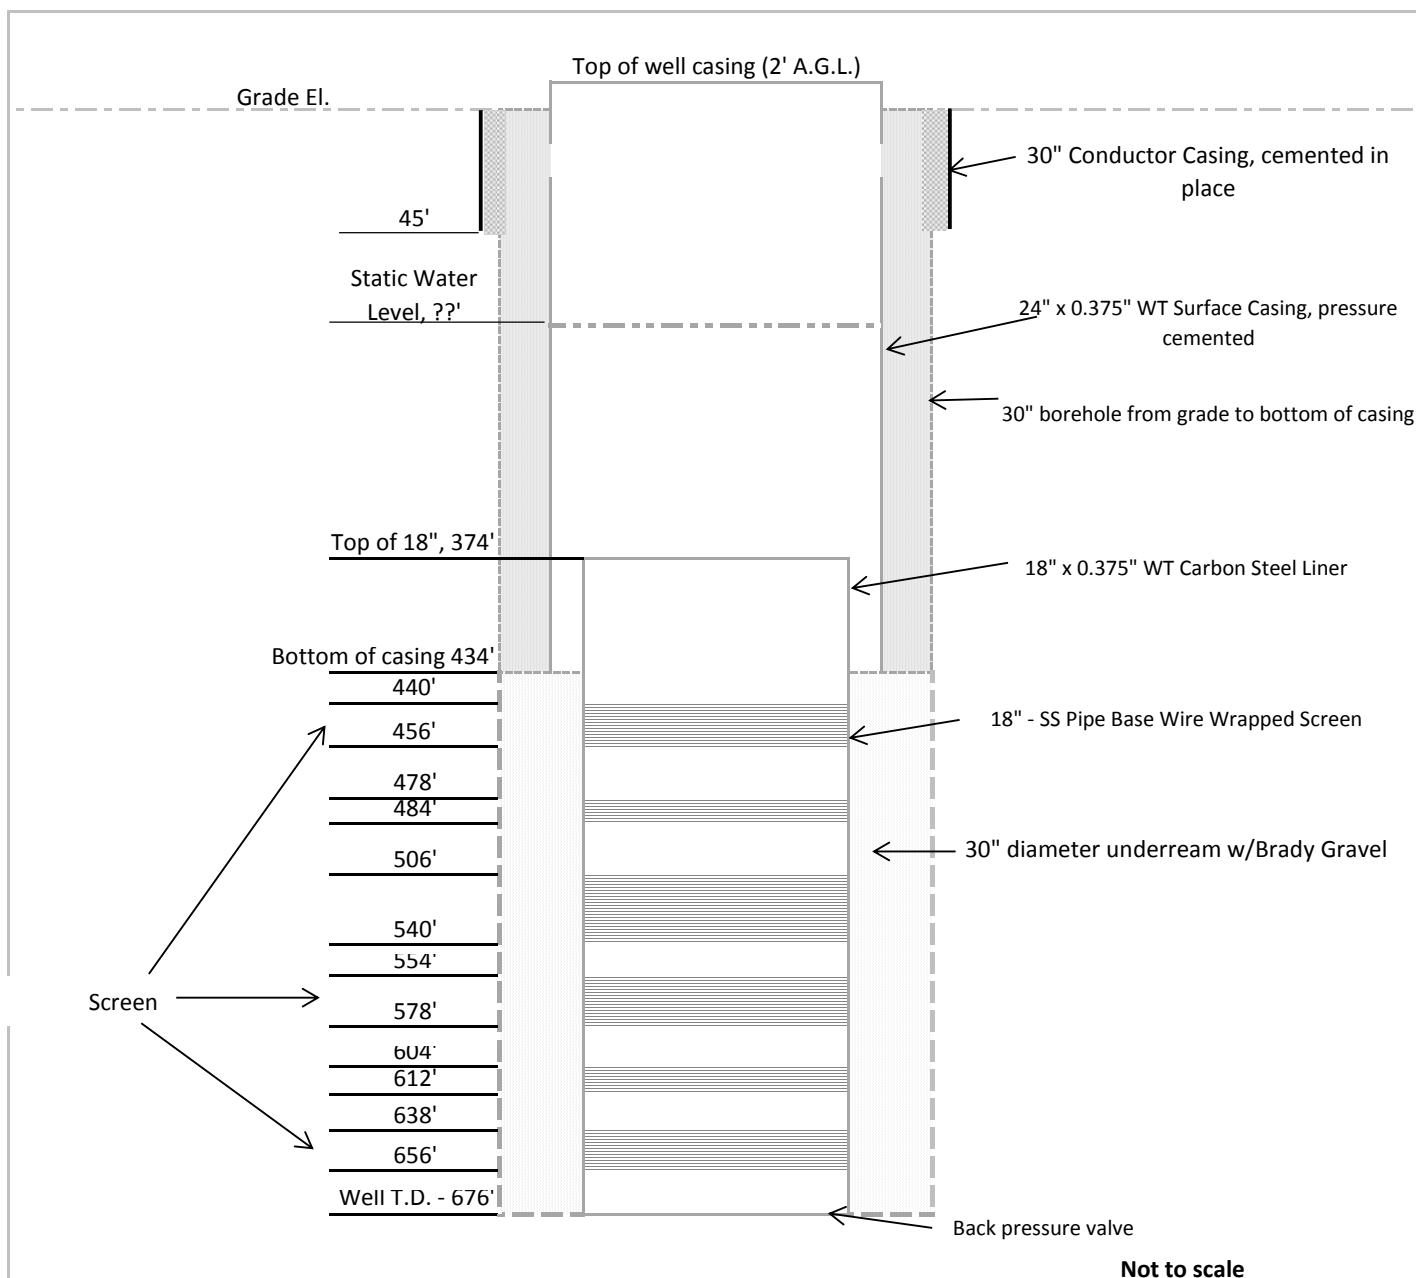 Top of well casing (2' A.G.L.)
Grade El.
30" Conductor Casing, cemented in
place
45'
Static Water
Level, ??'
24" x 0.375" WT Surface Casing, pressure
cemented
30" borehole from grade to bottom of casing
Top of 18", 374'
18" x 0.375" WT Carbon Steel Liner
Bottom of casing 434'
440'
456'
18" - SS Pipe Base Wire Wrapped Screen
478'
484'
506'
30" diameter underream w/Brady Gravel
540'
554'
Screen
578'
604'
612'
638'
656'
Well T.D. - 676'
Back pressure valve
Not to scale